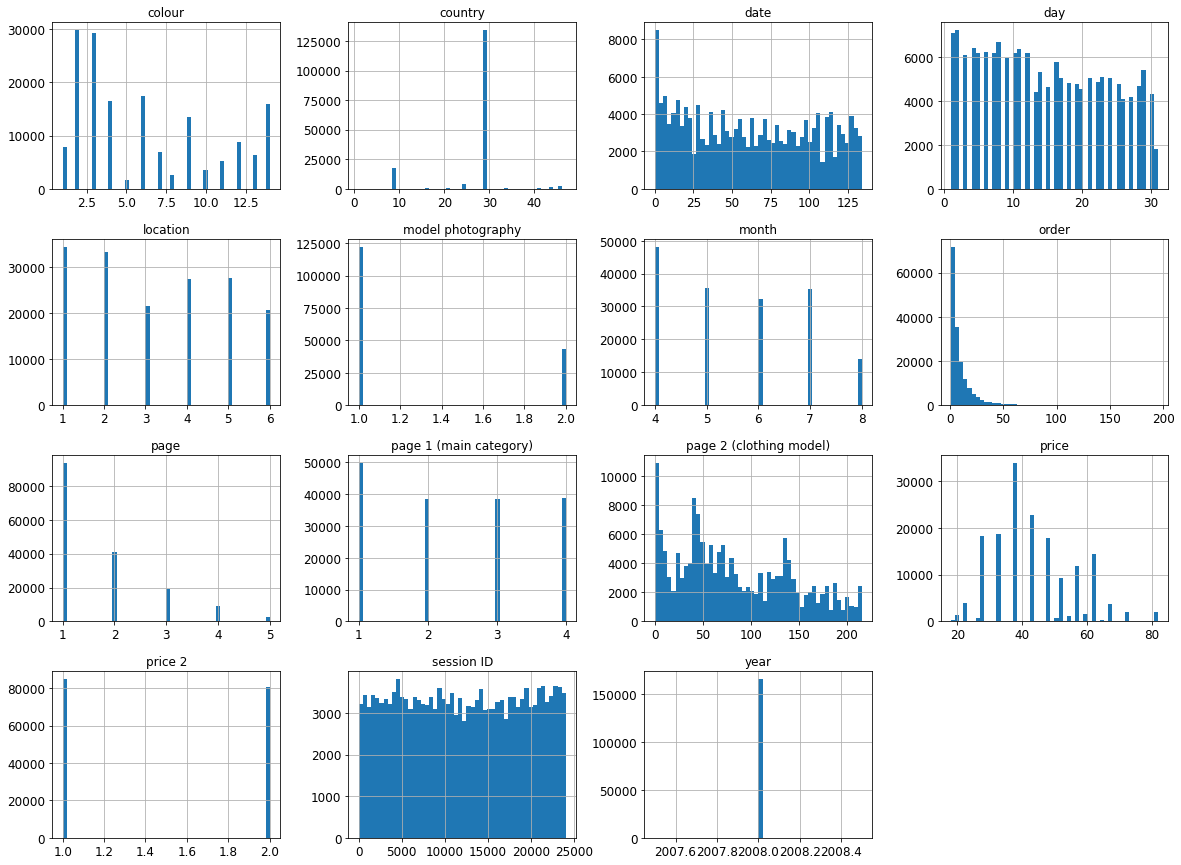 colour
30000
20000
10000
0
2.5 5.0 7.5 10.0 12.5
country
125000
100000
75000
50000
25000
0
0 10 20 30 40
date
8000
6000
4000
2000
0
0 25 50 75 100 125
day
6000
4000
2000
0
0 10 20 30
location
30000
20000
10000
0
1 2 3 4 5 6
model photography
125000
100000
75000
50000
25000
0
1.0 1.2 1.4 1.6 1.8 2.0
month
50000
40000
30000
20000
10000
0
4 5 6 7 8
order
60000
40000
20000
0
0 50 100 150 200
page
80000
60000
40000
20000
0
1 2 3 4 5
page 1 (main category)
50000
40000
30000
20000
10000
0
1 2 3 4
page 2 (clothing model)
10000
8000
6000
4000
2000
0
0 50 100 150 200
price
30000
20000
10000
0
20 40 60 80
price 2
80000
60000
40000
20000
0
1.0 1.2 1.4 1.6 1.8 2.0
session ID
3000
2000
1000
0
0 5000 10000 15000 20000 25000
year
150000
100000
50000
0
2007.6 2007.8 2008.0 2008.2 2008.4